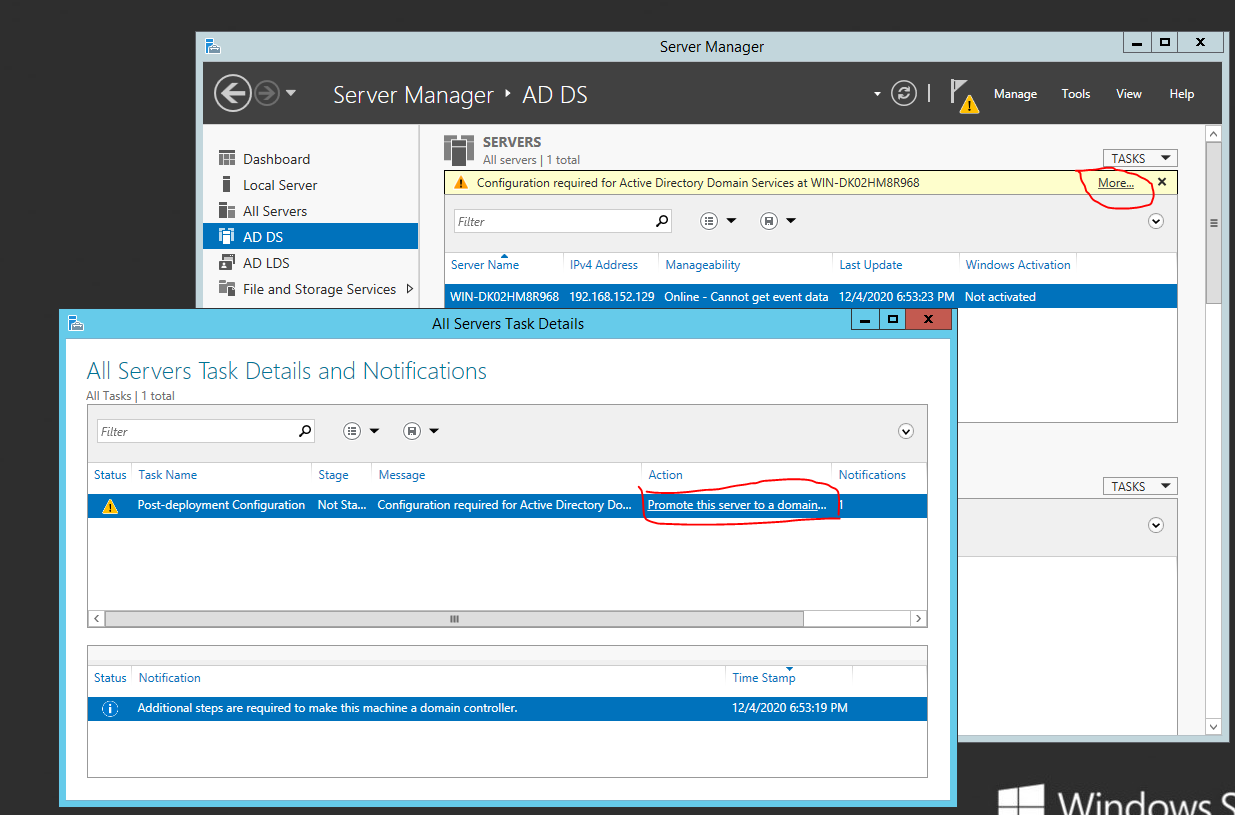 Server Manager
Server Manager ‣ AD DS
Manage Tools View Help
Dashboard
Local Server
All Servers
AD DS
AD LDS
File and Storage Services
SERVERS
All servers | 1 total
TASKS
Configuration required for Active Directory Domain Services at WIN-DK02HM8R968 More...
Filter
Server Name IPv4 Address Manageability Last Update Windows Activation
WIN-DK02HM8R968 192.168.152.129 Online - Cannot get event data 12/4/2020 6:53:23 PM Not activated
TASKS
All Servers Task Details
All Servers Task Details and Notifications
All Tasks | 1 total
Filter
Status Task Name Stage Message Action Notifications
Post-deployment Configuration Not Sta... Configuration required for Active Directory Do... Promote this server to a domain... 1
Status Notification Time Stamp
Additional steps are required to make this machine a domain controller. 12/4/2020 6:53:19 PM
Windows S